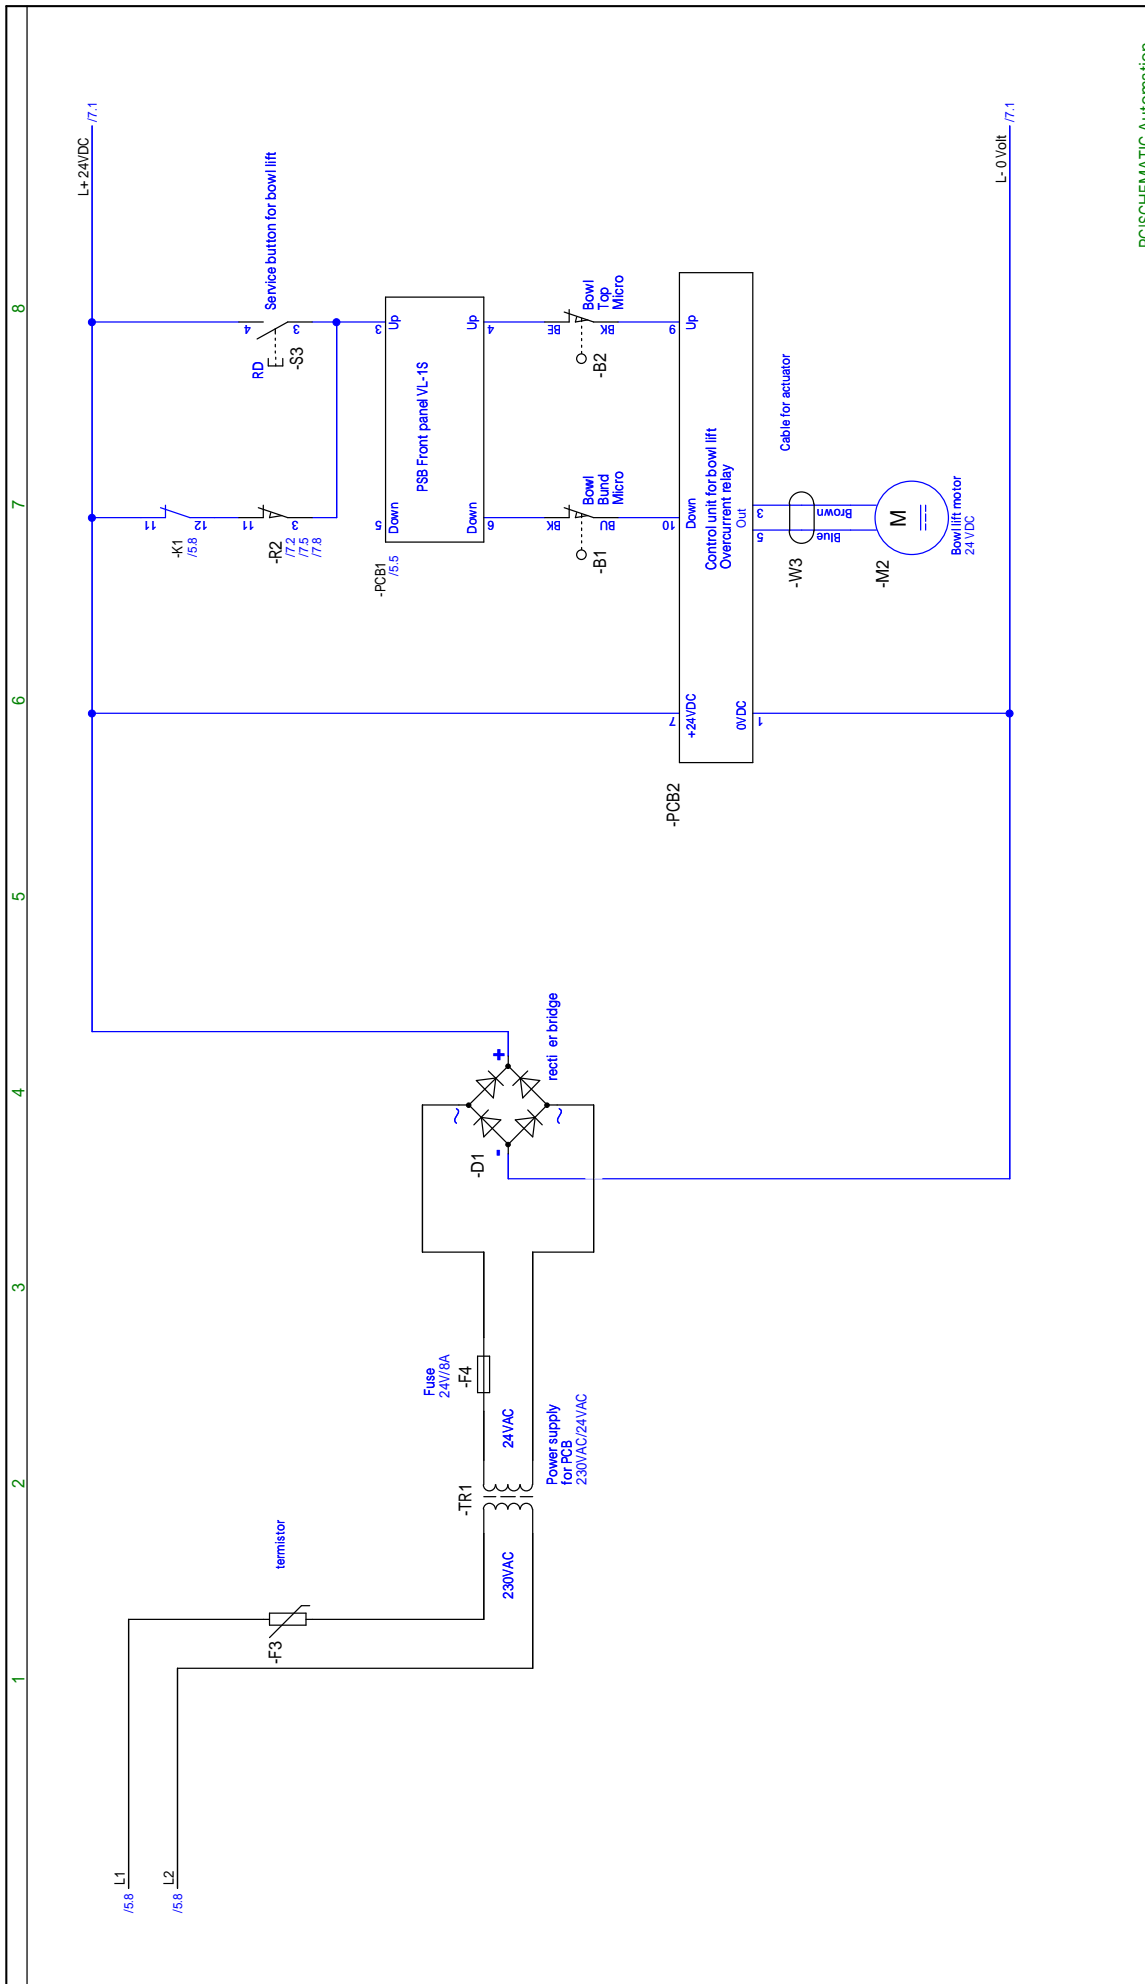 1
2
3
4
5
6
7
8
L1
/5.8
L2
/5.8
-F3
termistor
230VAC
-TR1
24VAC
Power supply
for PCB
230VAC/24VAC
Fuse
24V/8A
-F4
-D1
+
-
~
~
recti er bridge
L+ 24VDC
/7.1
-K1
/5.8
11
12
-R2
/7.2
/7.5
/7.8
11
3
Service button for bowl lift
RD
-S3
4
3
-PCB1
/5.5
5
Down
3
Up
PSB Front panel VL-1S
Down
6
Up
4
BK
BU
-B1
Bowl
Bund
Micro
BE
BK
-B2
Bowl
Top
Micro
-PCB2
7
+24VDC
10
Down
9
Up
Control unit for bowl lift
Overcurrent relay
0VDC
1
Out
5
3
-W3
Cable for actuator
Blue
Brown
-M2
M
Bowl lift motor
24 VDC
L- 0 Volt
/7.1
PC|SCHEMATIC Automation